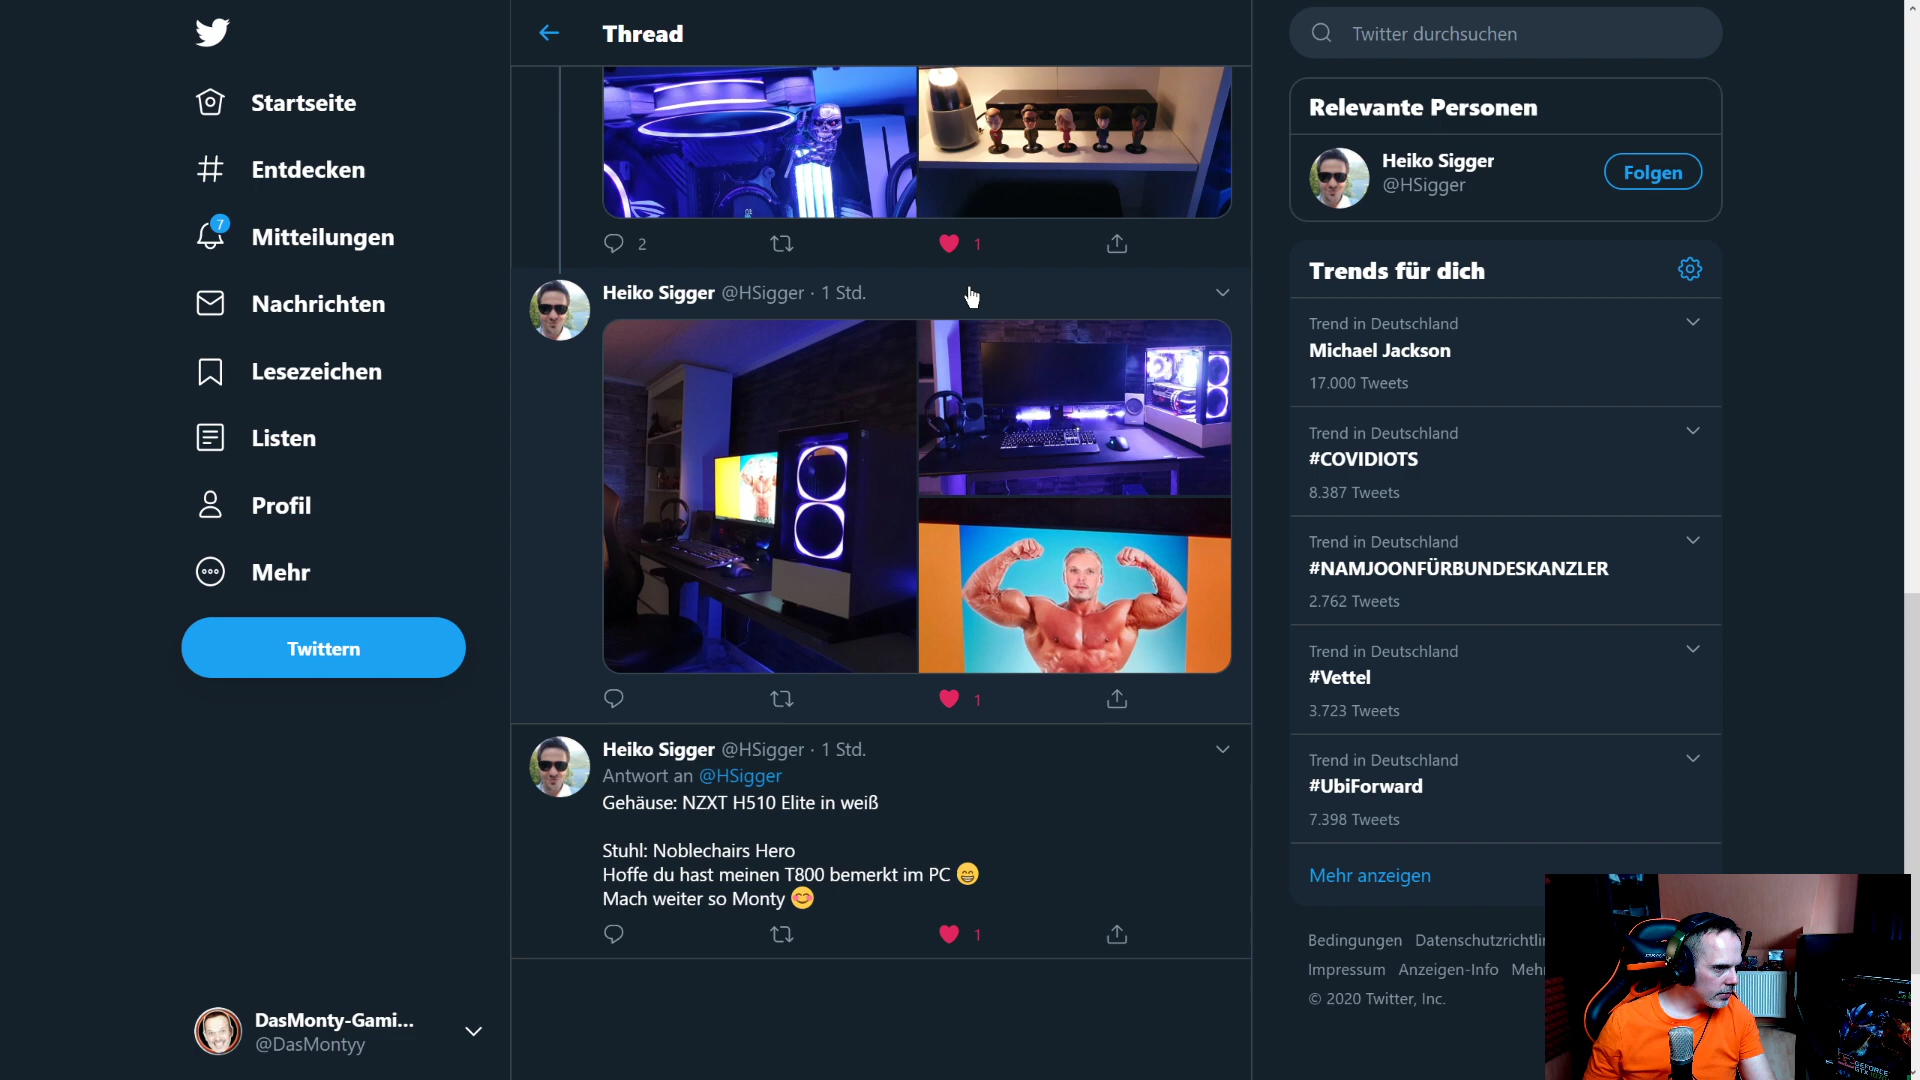 Startseite
Entdecken
7
Mitteilungen
Nachrichten
Lesezeichen
Listen
Profil
Mehr
Twittern
DasMonty-Gami...
@DasMontyy
Thread
2
1
Heiko Sigger @HSigger · 1 Std.
1
Heiko Sigger @HSigger · 1 Std.
Antwort an @HSigger
Gehäuse: NZXT H510 Elite in weiß
Stuhl: Noblechairs Hero
Hoffe du hast meinen T800 bemerkt im PC 😁
Mach weiter so Monty 😊
1
Twitter durchsuchen
Relevante Personen
Heiko Sigger
@HSigger
Folgen
Trends für dich
Trend in Deutschland
Michael Jackson
17.000 Tweets
Trend in Deutschland
#COVIDIOTS
8.387 Tweets
Trend in Deutschland
#NAMJOONFÜRBUNDESKANZLER
2.762 Tweets
Trend in Deutschland
#Vettel
3.723 Tweets
Trend in Deutschland
#UbiForward
7.398 Tweets
Mehr anzeigen
Bedingungen Datenschutzrichtli
Impressum Anzeigen-Info Meh
© 2020 Twitter, Inc.
GEFORCE